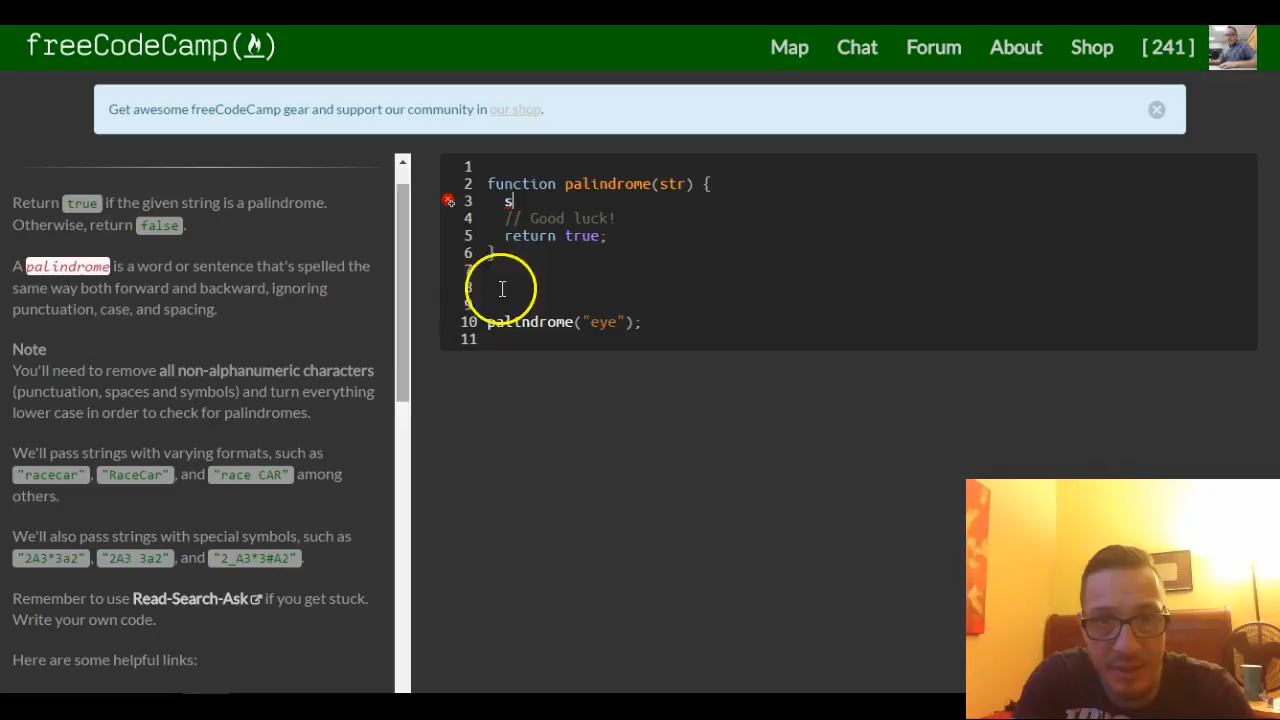 freeCodeCamp(🔥)
Map Chat Forum About Shop [ 241 ]
Get awesome freeCodeCamp gear and support our community in our shop.
Return true if the given string is a palindrome.
Otherwise, return false.
A palindrome is a word or sentence that's spelled the
same way both forward and backward, ignoring
punctuation, case, and spacing.
Note
You'll need to remove all non-alphanumeric characters
(punctuation, spaces and symbols) and turn everything
lower case in order to check for palindromes.
We'll pass strings with varying formats, such as
"racecar", "RaceCar", and "race CAR" among
others.
We'll also pass strings with special symbols, such as
"2A3*3a2", "2A3 3a2", and "2_A3*3#A2".
Remember to use Read-Search-Ask if you get stuck.
Write your own code.
Here are some helpful links:
1
2 function palindrome(str) {
3 s
4 // Good luck!
5 return true;
6 }
7
8
9
10 palindrome("eye");
11